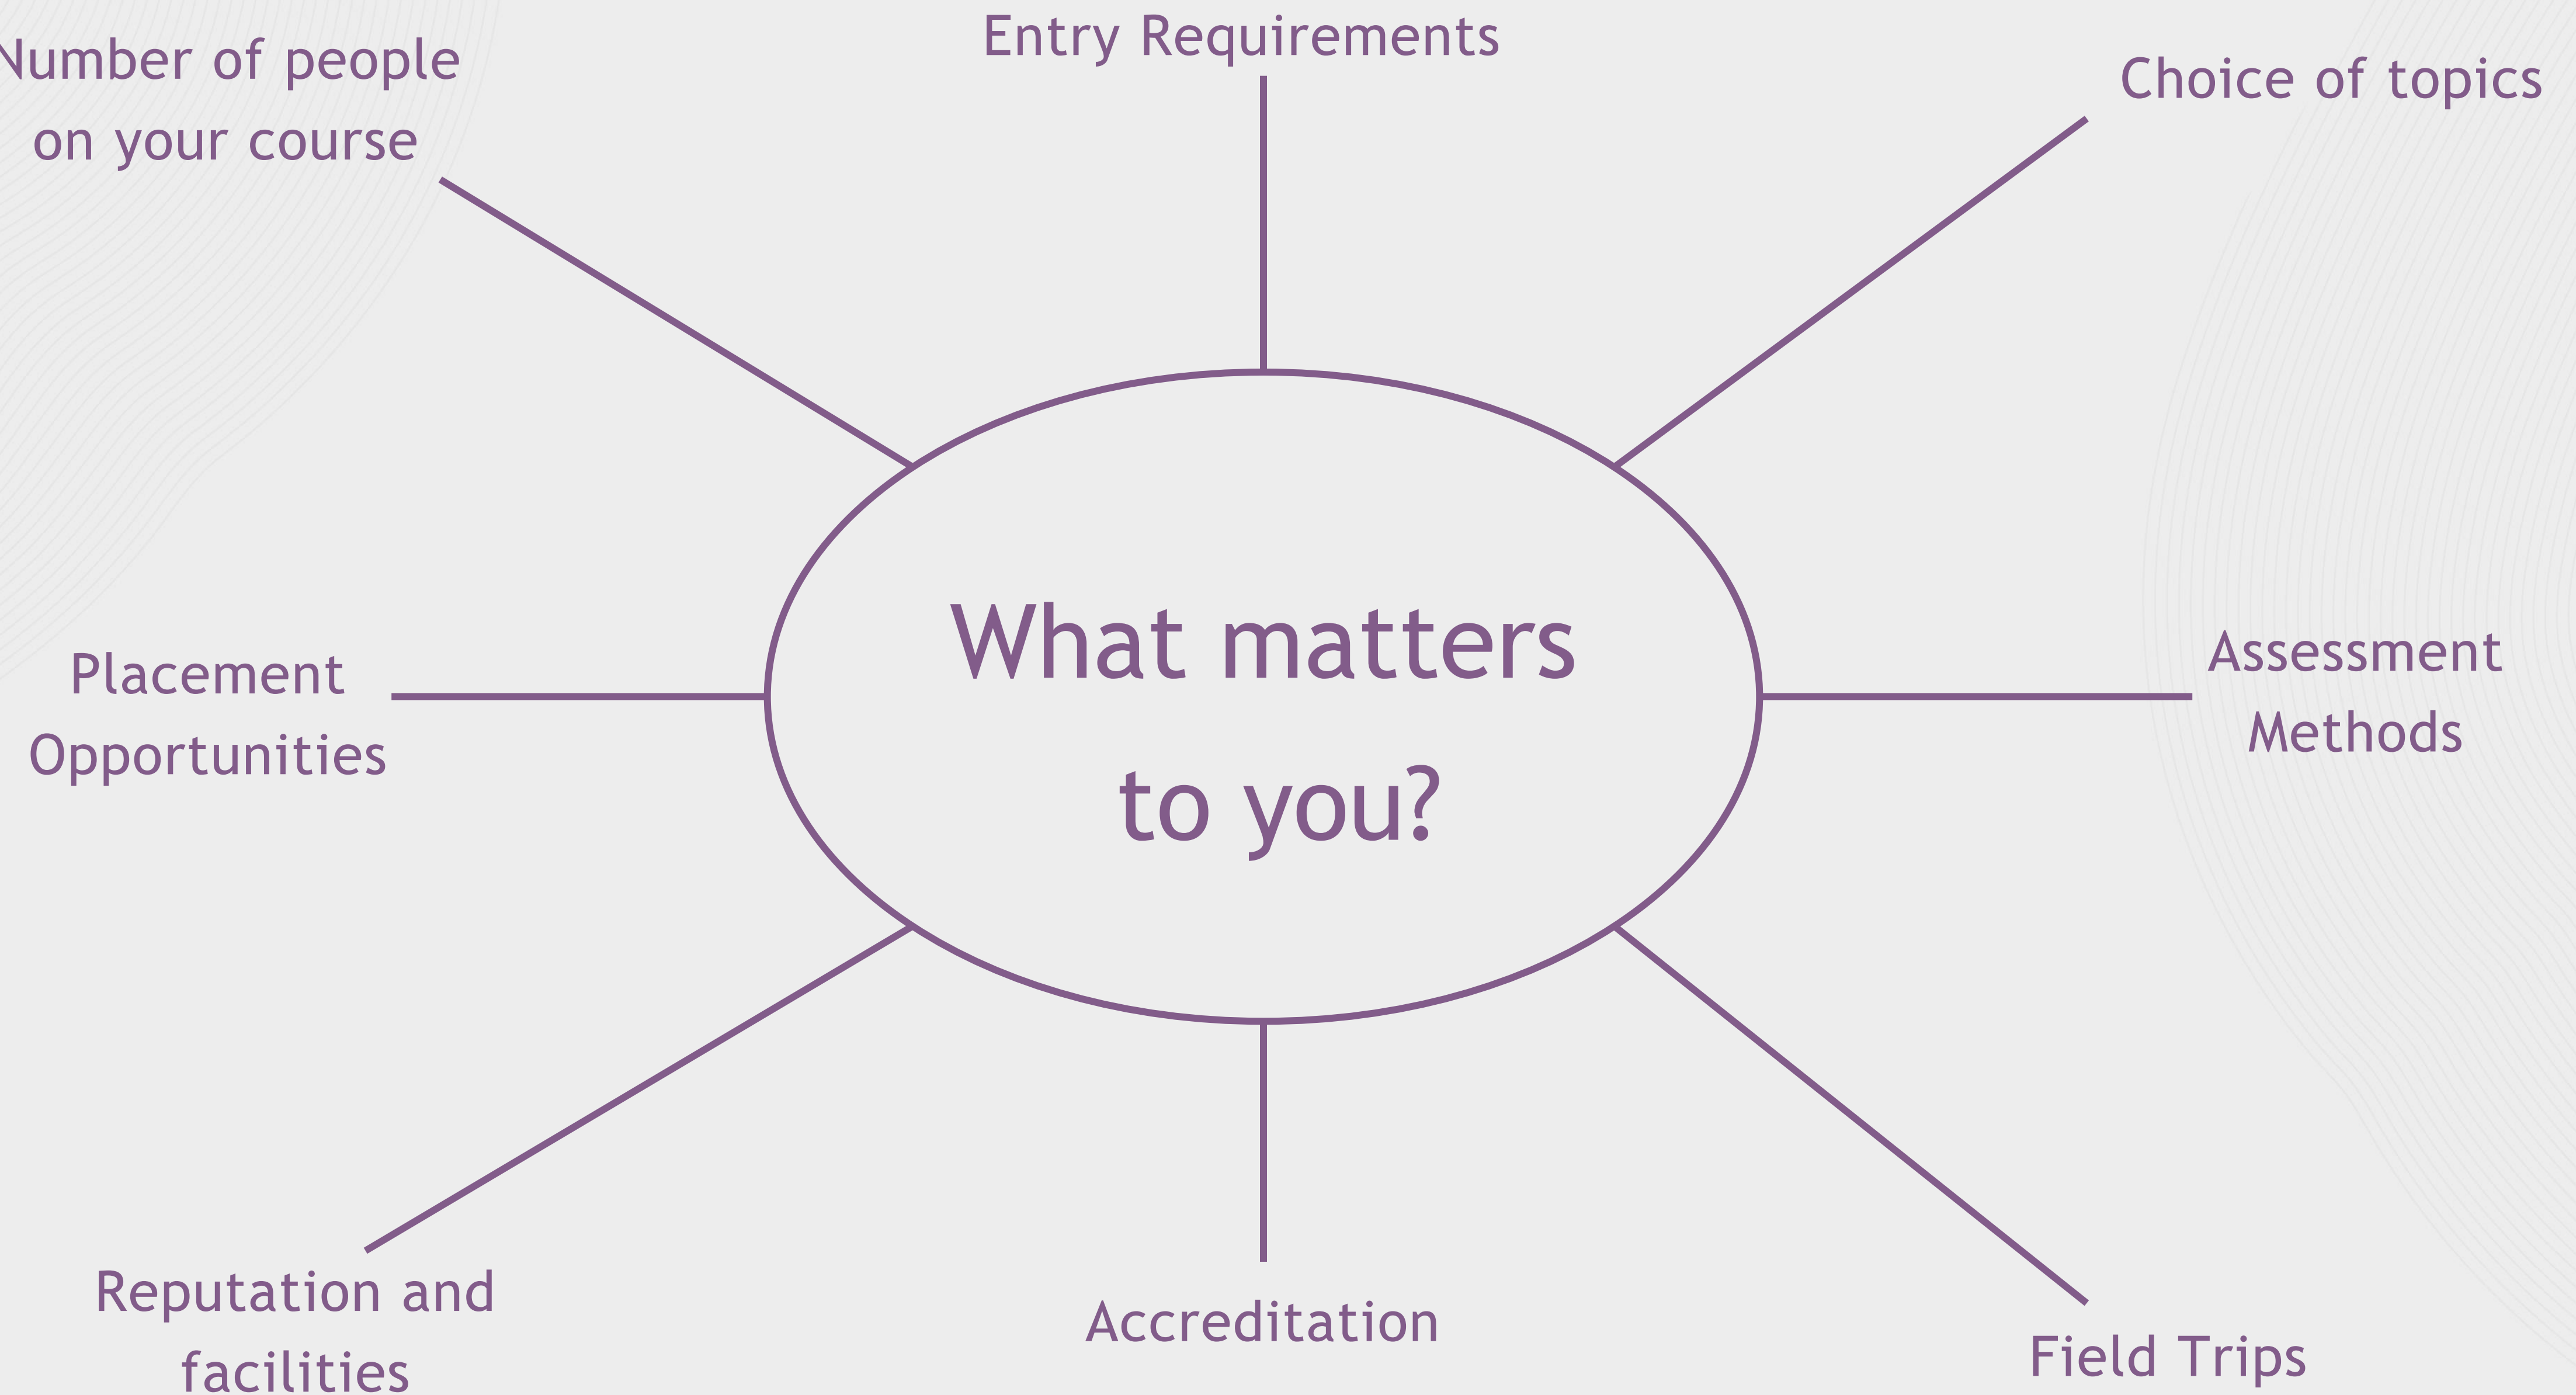 Number of people
on your course
Entry Requirements
Choice of topics
Placement
Opportunities
What matters
to you?
Assessment
Methods
Reputation and
facilities
Accreditation
Field Trips